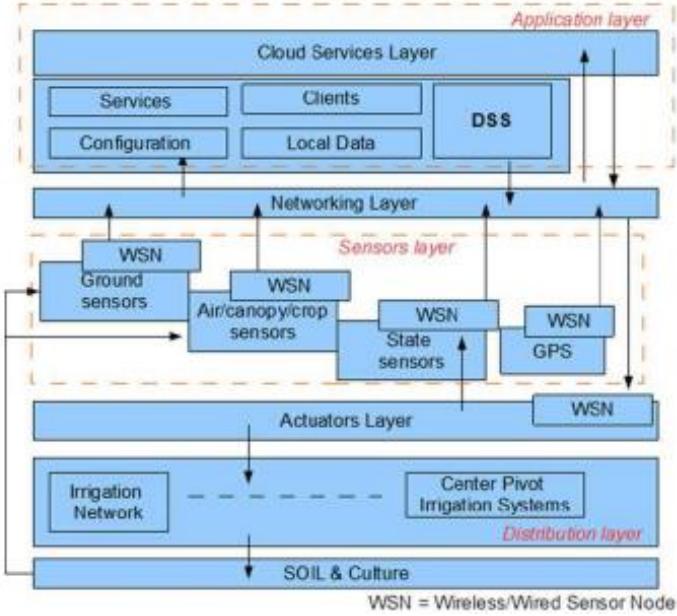 Application layer
Cloud Services Layer
Services
Clients
DSS
Configuration
Local Data
Networking Layer
Sensors layer
WSN
Ground
sensors
WSN
Air/canopy/crop
sensors
WSN
State
sensors
WSN
GPS
WSN
Actuators Layer
Irrigation
Network
Center Pivot
Irrigation Systems
Distribution layer
SOIL & Culture
WSN = Wireless/Wired Sensor Node